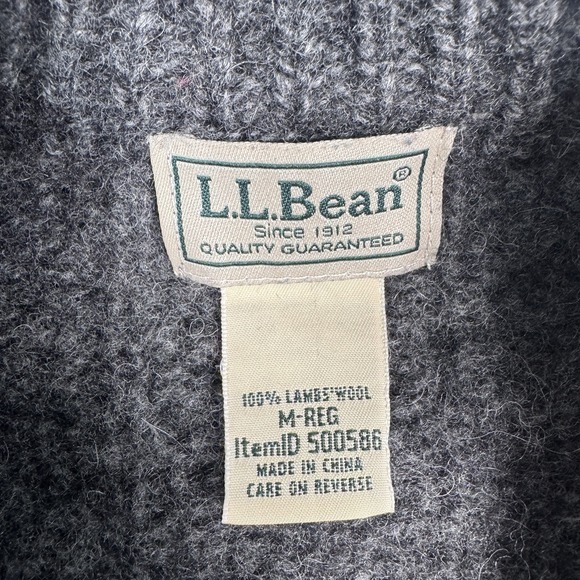 L.L.Bean®
Since 1912
QUALITY GUARANTEED
100% LAMBS'WOOL
M-REG
ItemID 500586
MADE IN CHINA
CARE ON REVERSE